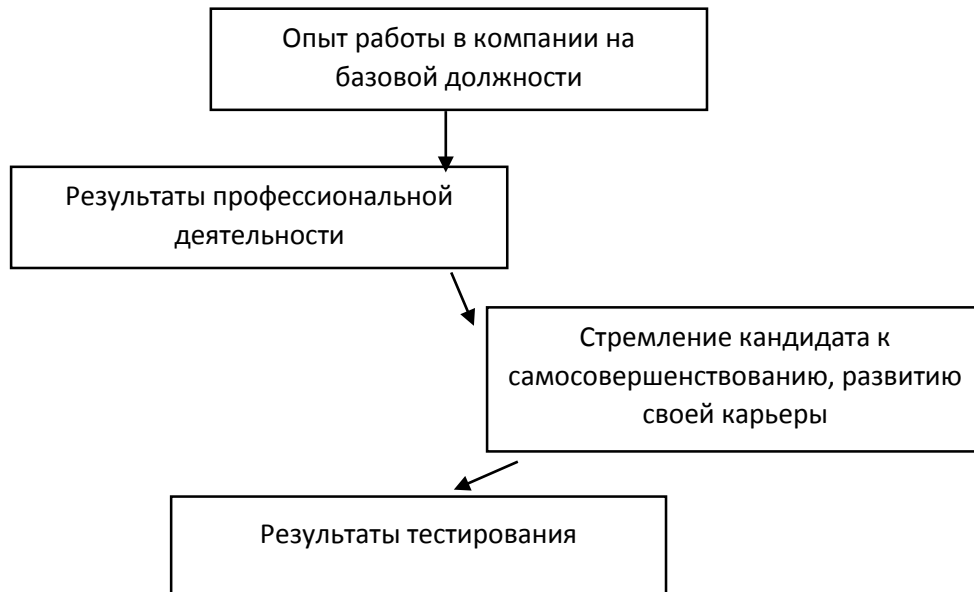 Опыт работы в компании на
базовой должности
Результаты профессиональной
деятельности
Стремление кандидата к
самосовершенствованию, развитию
своей карьеры
Результаты тестирования